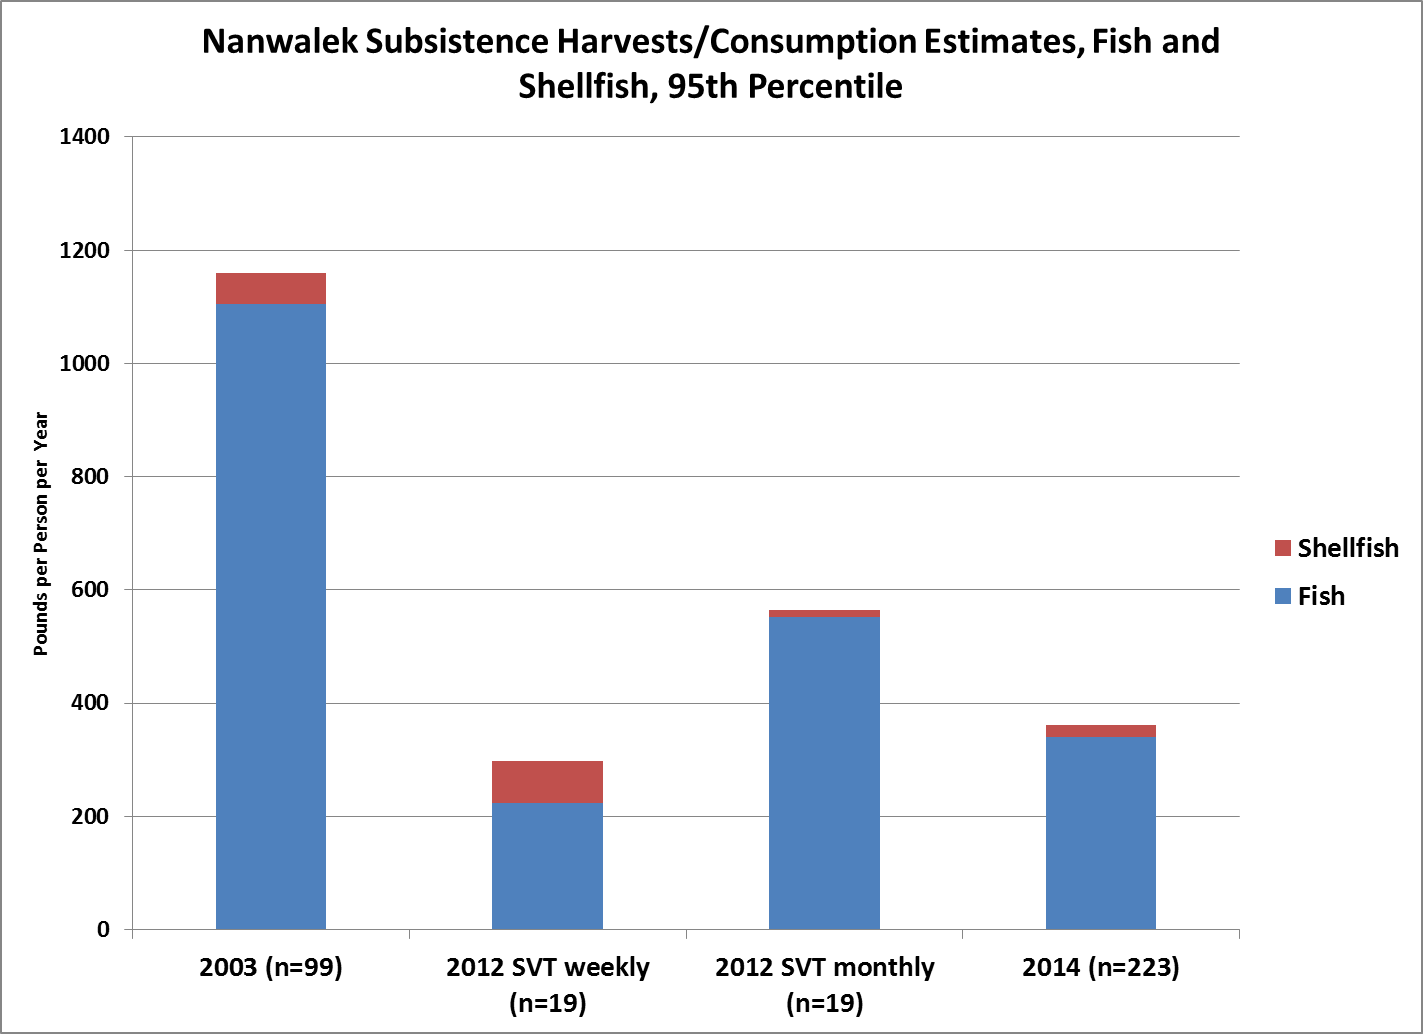 Nanwalek Subsistence Harvests/Consumption Estimates, Fish and
Shellfish, 95th Percentile
1400
1200
1000
800
600
400
200
0
Pounds per Person per Year
2003 (n=99)
2012 SVT weekly
(n=19)
2012 SVT monthly
(n=19)
2014 (n=223)
Shellfish
Fish